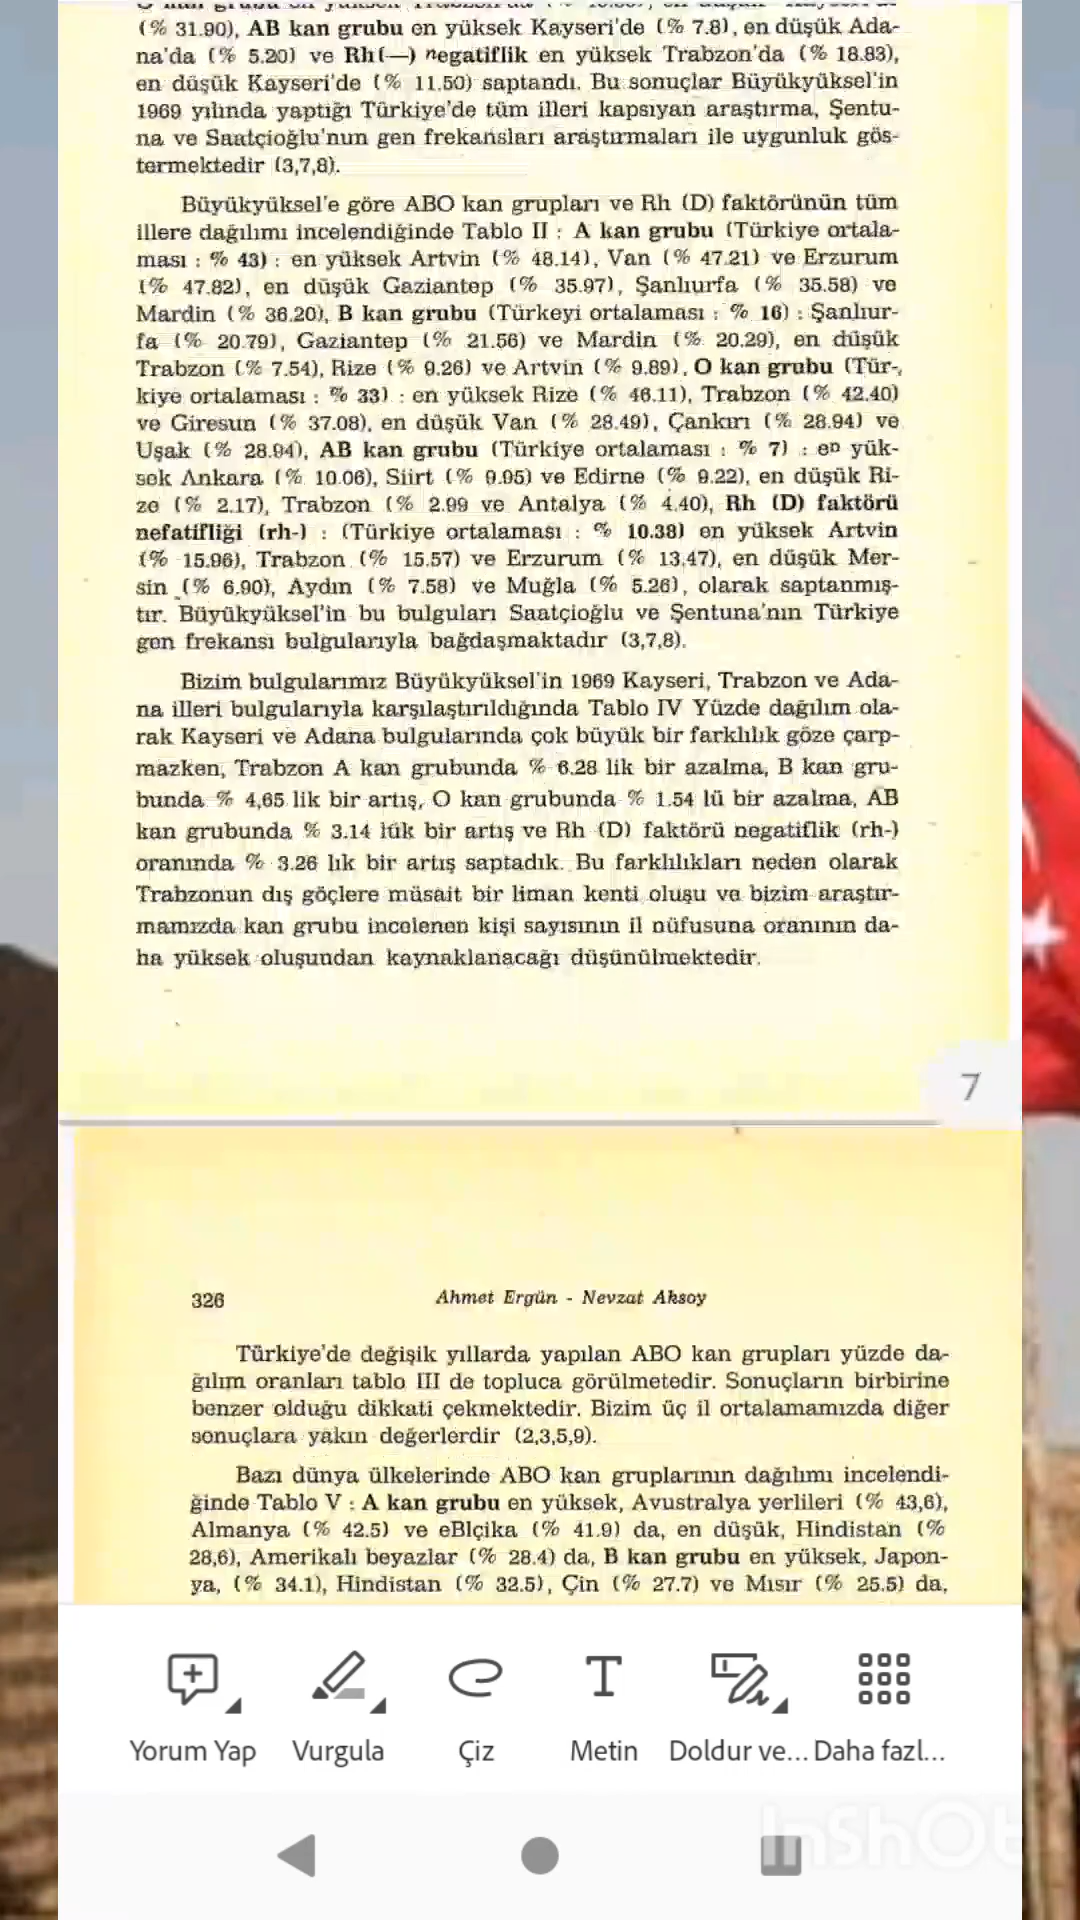 (% 31.90), AB kan grubu en yüksek Kayseri'de (% 7.8), en düşük Ada-
na'da (% 5.20) ve Rh(—) negatiflik en yüksek Trabzon'da (% 18.83),
en düşük Kayseri'de (% 11.50) saptandı. Bu sonuçlar Büyükyüksel'in
1969 yılında yaptığı Türkiye'de tüm illeri kapsıyan araştırma, Şentu-
na ve Saatçioğlu'nun gen frekansları araştırmaları ile uygunluk gös-
termektedir (3,7,8).
Büyükyüksel'e göre ABO kan grupları ve Rh (D) faktörünün tüm
illere dağılımı incelendiğinde Tablo II : A kan grubu (Türkiye ortala-
ması : % 43) : en yüksek Artvin (% 48.14), Van (% 47.21) ve Erzurum
(% 47.82), en düşük Gaziantep (% 35.97), Şanlıurfa (% 35.58) ve
Mardin (% 36.20), B kan grubu (Türkeyi ortalaması : % 16) : Şanlıur-
fa (% 20.79), Gaziantep (% 21.56) ve Mardin (% 20.29), en düşük
Trabzon (% 7.54), Rize (% 9.26) ve Artvin (% 9.89), O kan grubu (Tür-
kiye ortalaması : % 33) : en yüksek Rize (% 46.11), Trabzon (% 42.40)
ve Giresun (% 37.08), en düşük Van (% 28.49), Çankırı (% 28.94) ve
Uşak (% 28.94), AB kan grubu (Türkiye ortalaması : % 7) : en yük-
sek Ankara (% 10.06), Siirt (% 9.95) ve Edirne (% 9.22), en düşük Ri-
ze (% 2.17), Trabzon (% 2.99 ve Antalya (% 4.40), Rh (D) faktörü
nefatifliği (rh-) : (Türkiye ortalaması : % 10.38) en yüksek Artvin
(% 15.96), Trabzon (% 15.57) ve Erzurum (% 13.47), en düşük Mer-
sin (% 6.90), Aydın (% 7.58) ve Muğla (% 5.26), olarak saptanmış-
tır. Büyükyüksel'in bu bulguları Saatçioğlu ve Şentuna'nın Türkiye
gen frekansı bulgularıyla bağdaşmaktadır (3,7,8).
Bizim bulgularımız Büyükyüksel'in 1969 Kayseri, Trabzon ve Ada-
na illeri bulgularıyla karşılaştırıldığında Tablo IV Yüzde dağılım ola-
rak Kayseri ve Adana bulgularında çok büyük bir farklılık göze çarp-
mazken, Trabzon A kan grubunda % 6.28 lik bir azalma, B kan gru-
bunda % 4,65 lik bir artış, O kan grubunda % 1.54 lü bir azalma, AB
kan grubunda % 3.14 lük bir artış ve Rh (D) faktörü negatiflik (rh-)
oranında % 3.26 lık bir artış saptadık. Bu farklılıkları neden olarak
Trabzonun dış göçlere müsait bir liman kenti oluşu ve bizim araştır-
mamızda kan grubu incelenen kişi sayısının il nüfusuna oranının da-
ha yüksek oluşundan kaynaklanacağı düşünülmektedir.
7
326 Ahmet Ergün - Nevzat Aksoy
Türkiye'de değişik yıllarda yapılan ABO kan grupları yüzde da-
ğılım oranları tablo III de topluca görülmetedir. Sonuçların birbirine
benzer olduğu dikkati çekmektedir. Bizim üç il ortalamamızda diğer
sonuçlara yakın değerlerdir (2,3,5,9).
Bazı dünya ülkelerinde ABO kan gruplarının dağılımı incelendi-
ğinde Tablo V : A kan grubu en yüksek, Avustralya yerlileri (% 43,6),
Almanya (% 42.5) ve eBlçika (% 41.9) da, en düşük, Hindistan (%
28,6), Amerikalı beyazlar (% 28.4) da, B kan grubu en yüksek, Japon-
ya, (% 34.1), Hindistan (% 32.5), Çin (% 27.7) ve Mısır (% 25.5) da,
Yorum Yap Vurgula Çiz Metin Doldur ve... Daha fazl...
InShOt